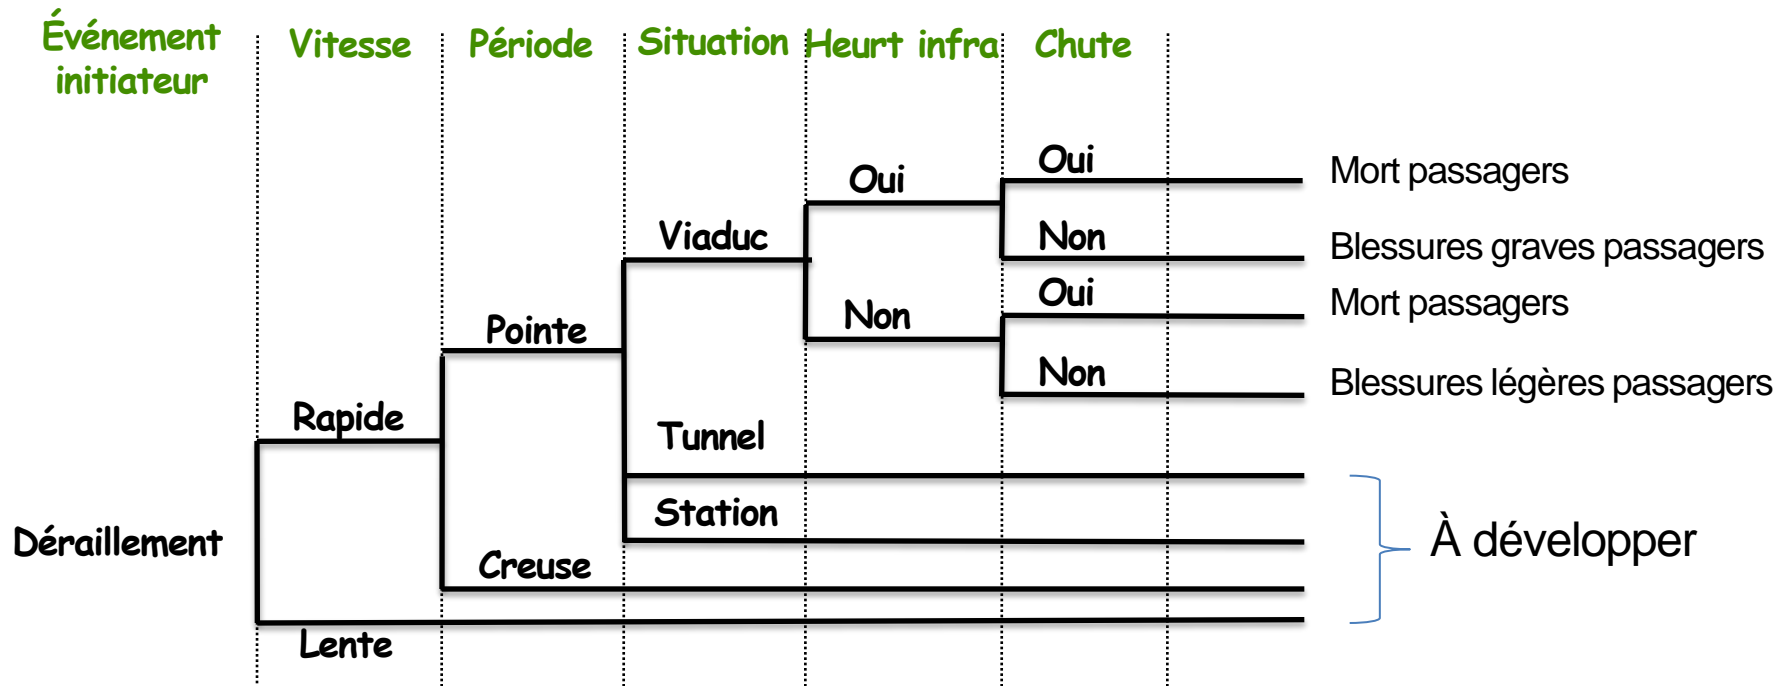 Événement
initiateur
Vitesse
Période
Situation
Heurt infra
Chute
Oui
Mort passagers
Oui
Viaduc
Non
Blessures graves passagers
Oui
Mort passagers
Non
Pointe
Non
Blessures légères passagers
Rapide
Tunnel
Station
Déraillement
À développer
Creuse
Lente